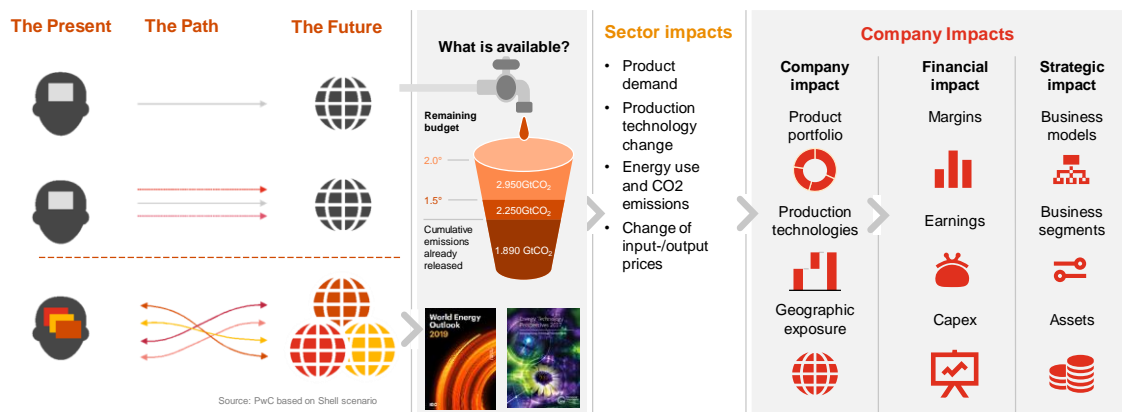 The Present
The Path
The Future
Source: PwC based on Shell scenario
What is available?
Remaining
budget
2.0°
2.950GtCO₂
1.5°
2.250GtCO₂
Cumulative
emissions
already
released
1.890 GtCO₂
World Energy
Outlook
2019
Energy Technology
Perspectives
Sector impacts
• Product
demand
• Production
technology
change
• Energy use
and CO2
emissions
• Change of
input-/output
prices
Company Impacts
Company
impact
Product
portfolio
Production
technologies
Geographic
exposure
Financial
impact
Margins
Earnings
Capex
Strategic
impact
Business
models
Business
segments
Assets